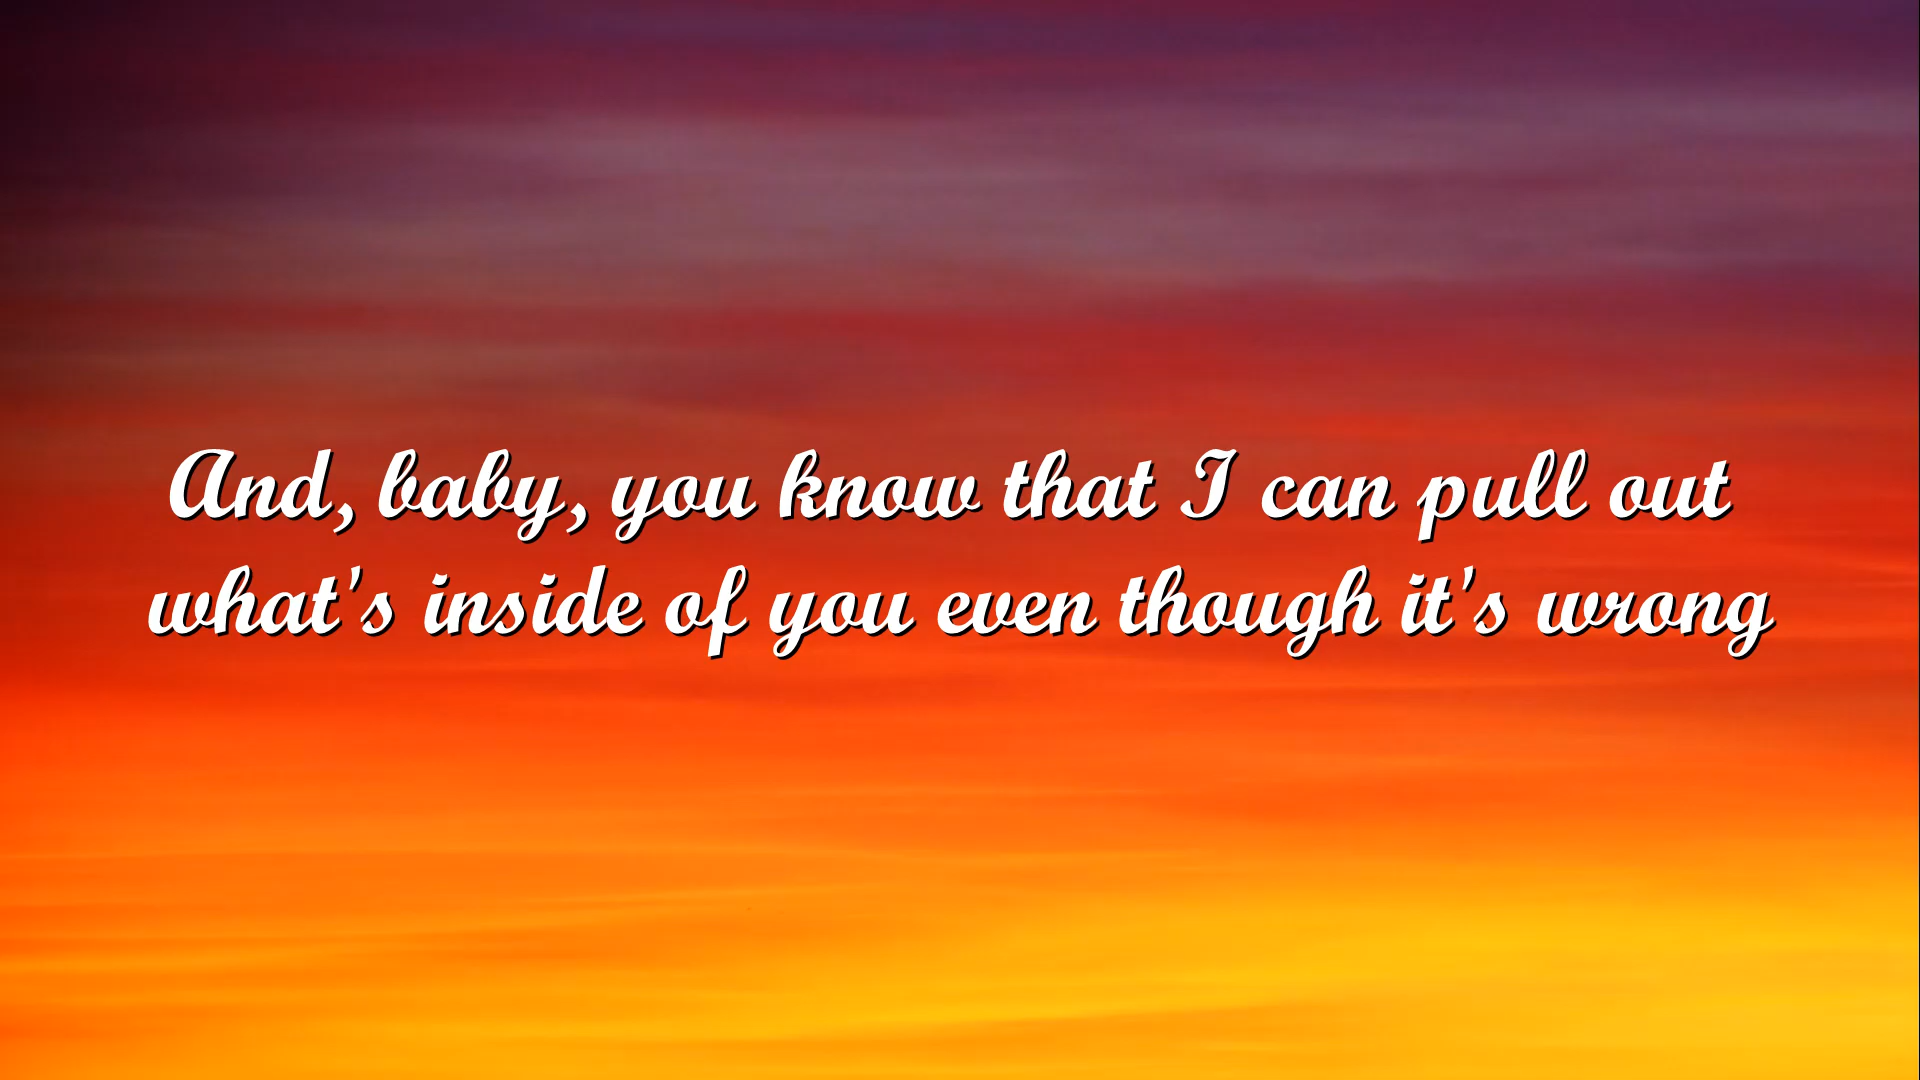 And, baby, you know that I can pull out
what's inside of you even though it's wrong